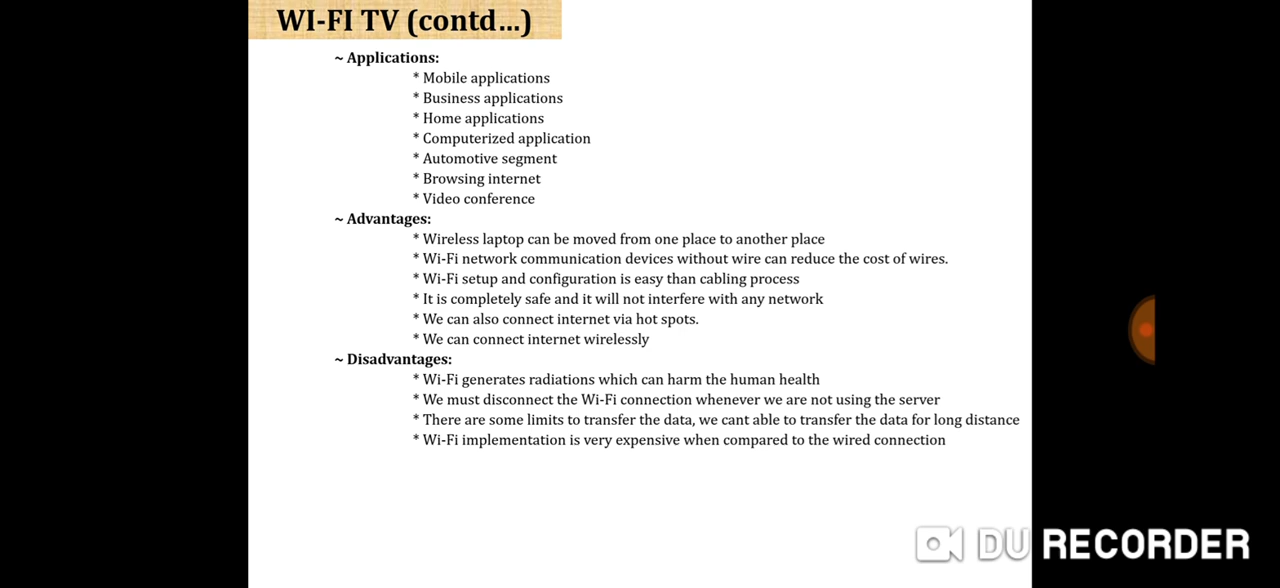 WI-FI TV (contd...)
~ Applications:
* Mobile applications
* Business applications
* Home applications
* Computerized application
* Automotive segment
* Browsing internet
* Video conference
~ Advantages:
* Wireless laptop can be moved from one place to another place
* Wi-Fi network communication devices without wire can reduce the cost of wires.
* Wi-Fi setup and configuration is easy than cabling process
* It is completely safe and it will not interfere with any network
* We can also connect internet via hot spots.
* We can connect internet wirelessly
~ Disadvantages:
* Wi-Fi generates radiations which can harm the human health
* We must disconnect the Wi-Fi connection whenever we are not using the server
* There are some limits to transfer the data, we cant able to transfer the data for long distance
* Wi-Fi implementation is very expensive when compared to the wired connection
DU RECORDER